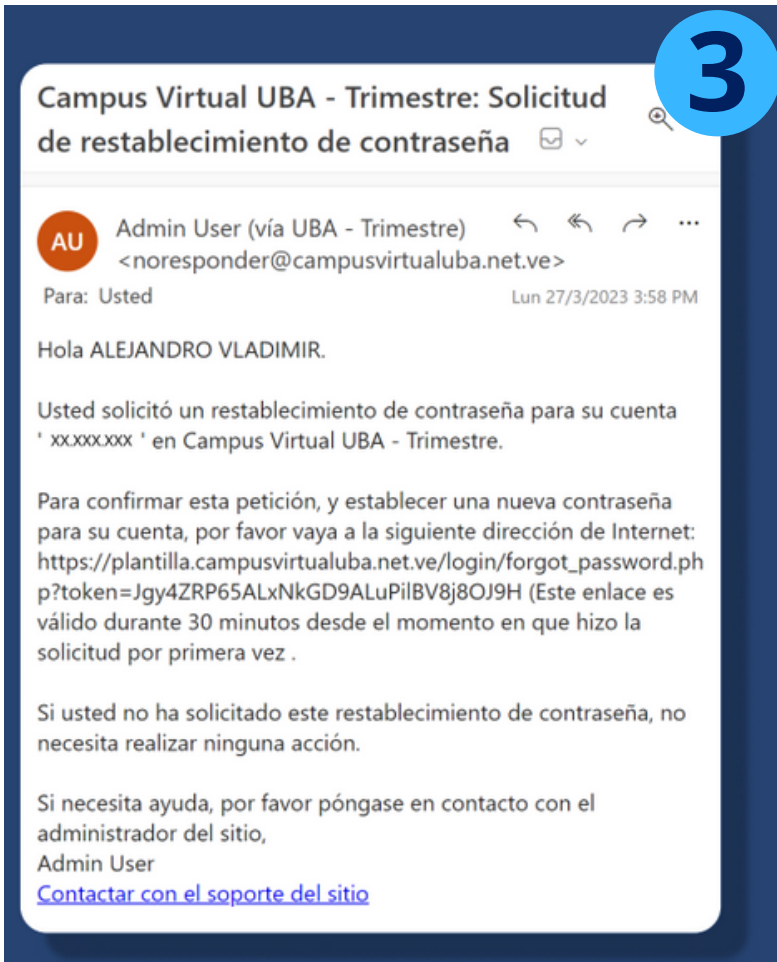 3
Campus Virtual UBA - Trimestre: Solicitud
de restablecimiento de contraseña
AU
Admin User (vía UBA - Trimestre)
<noresponder@campusvirtualuba.net.ve>
Para: Usted
Lun 27/3/2023 3:58 PM
Hola ALEJANDRO VLADIMIR.
Usted solicitó un restablecimiento de contraseña para su cuenta
' xx.xxx.xxx ' en Campus Virtual UBA - Trimestre.
Para confirmar esta petición, y establecer una nueva contraseña
para su cuenta, por favor vaya a la siguiente dirección de Internet:
https://plantilla.campusvirtualuba.net.ve/login/forgot_password.ph
p?token=Jgy4ZRP65ALxNkGD9ALuPilBV8j8OJ9H (Este enlace es
válido durante 30 minutos desde el momento en que hizo la
solicitud por primera vez .
Si usted no ha solicitado este restablecimiento de contraseña, no
necesita realizar ninguna acción.
Si necesita ayuda, por favor póngase en contacto con el
administrador del sitio,
Admin User
Contactar con el soporte del sitio